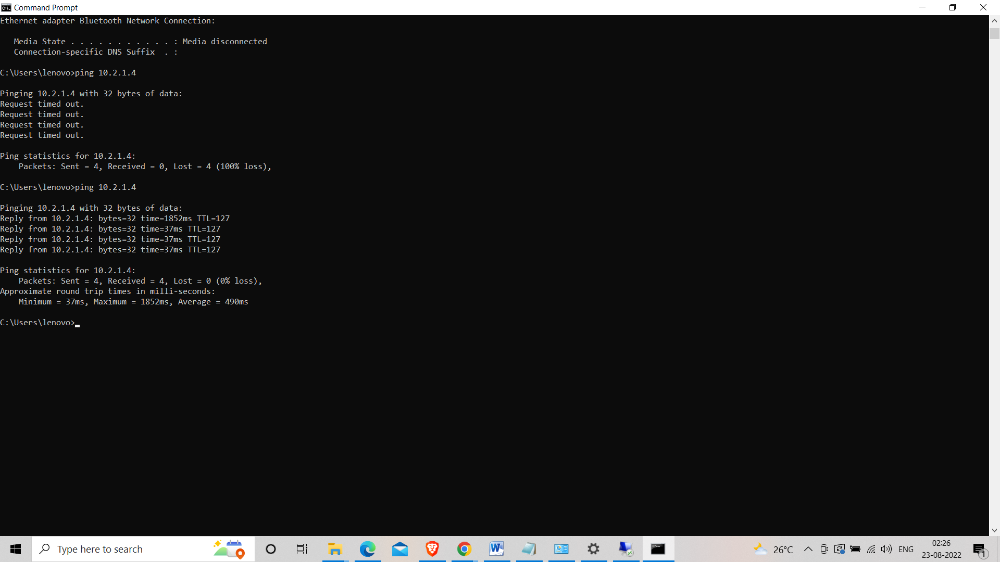 Command Prompt
Ethernet adapter Bluetooth Network Connection:
Media State . . . . . . . . . . . : Media disconnected
Connection-specific DNS Suffix  . :
C:\Users\lenovo>ping 10.2.1.4
Pinging 10.2.1.4 with 32 bytes of data:
Request timed out.
Request timed out.
Request timed out.
Request timed out.
Ping statistics for 10.2.1.4:
Packets: Sent = 4, Received = 0, Lost = 4 (100% loss),
C:\Users\lenovo>ping 10.2.1.4
Pinging 10.2.1.4 with 32 bytes of data:
Reply from 10.2.1.4: bytes=32 time=1852ms TTL=127
Reply from 10.2.1.4: bytes=32 time=37ms TTL=127
Reply from 10.2.1.4: bytes=32 time=37ms TTL=127
Reply from 10.2.1.4: bytes=32 time=37ms TTL=127
Ping statistics for 10.2.1.4:
Packets: Sent = 4, Received = 4, Lost = 0 (0% loss),
Approximate round trip times in milli-seconds:
Minimum = 37ms, Maximum = 1852ms, Average = 490ms
C:\Users\lenovo>
Type here to search
26°C
ENG
02:26
23-08-2022
1